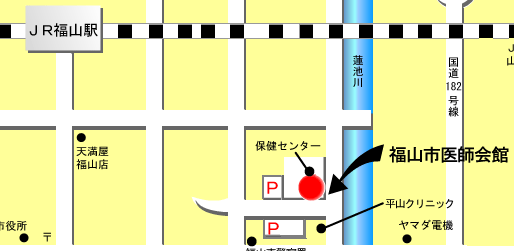 JR福山駅
蓮池川
国道182号線
天満屋
福山店
保健センター
福山市医師会館
P
平山クリニック
P
市役所
〒
ヤマダ電機